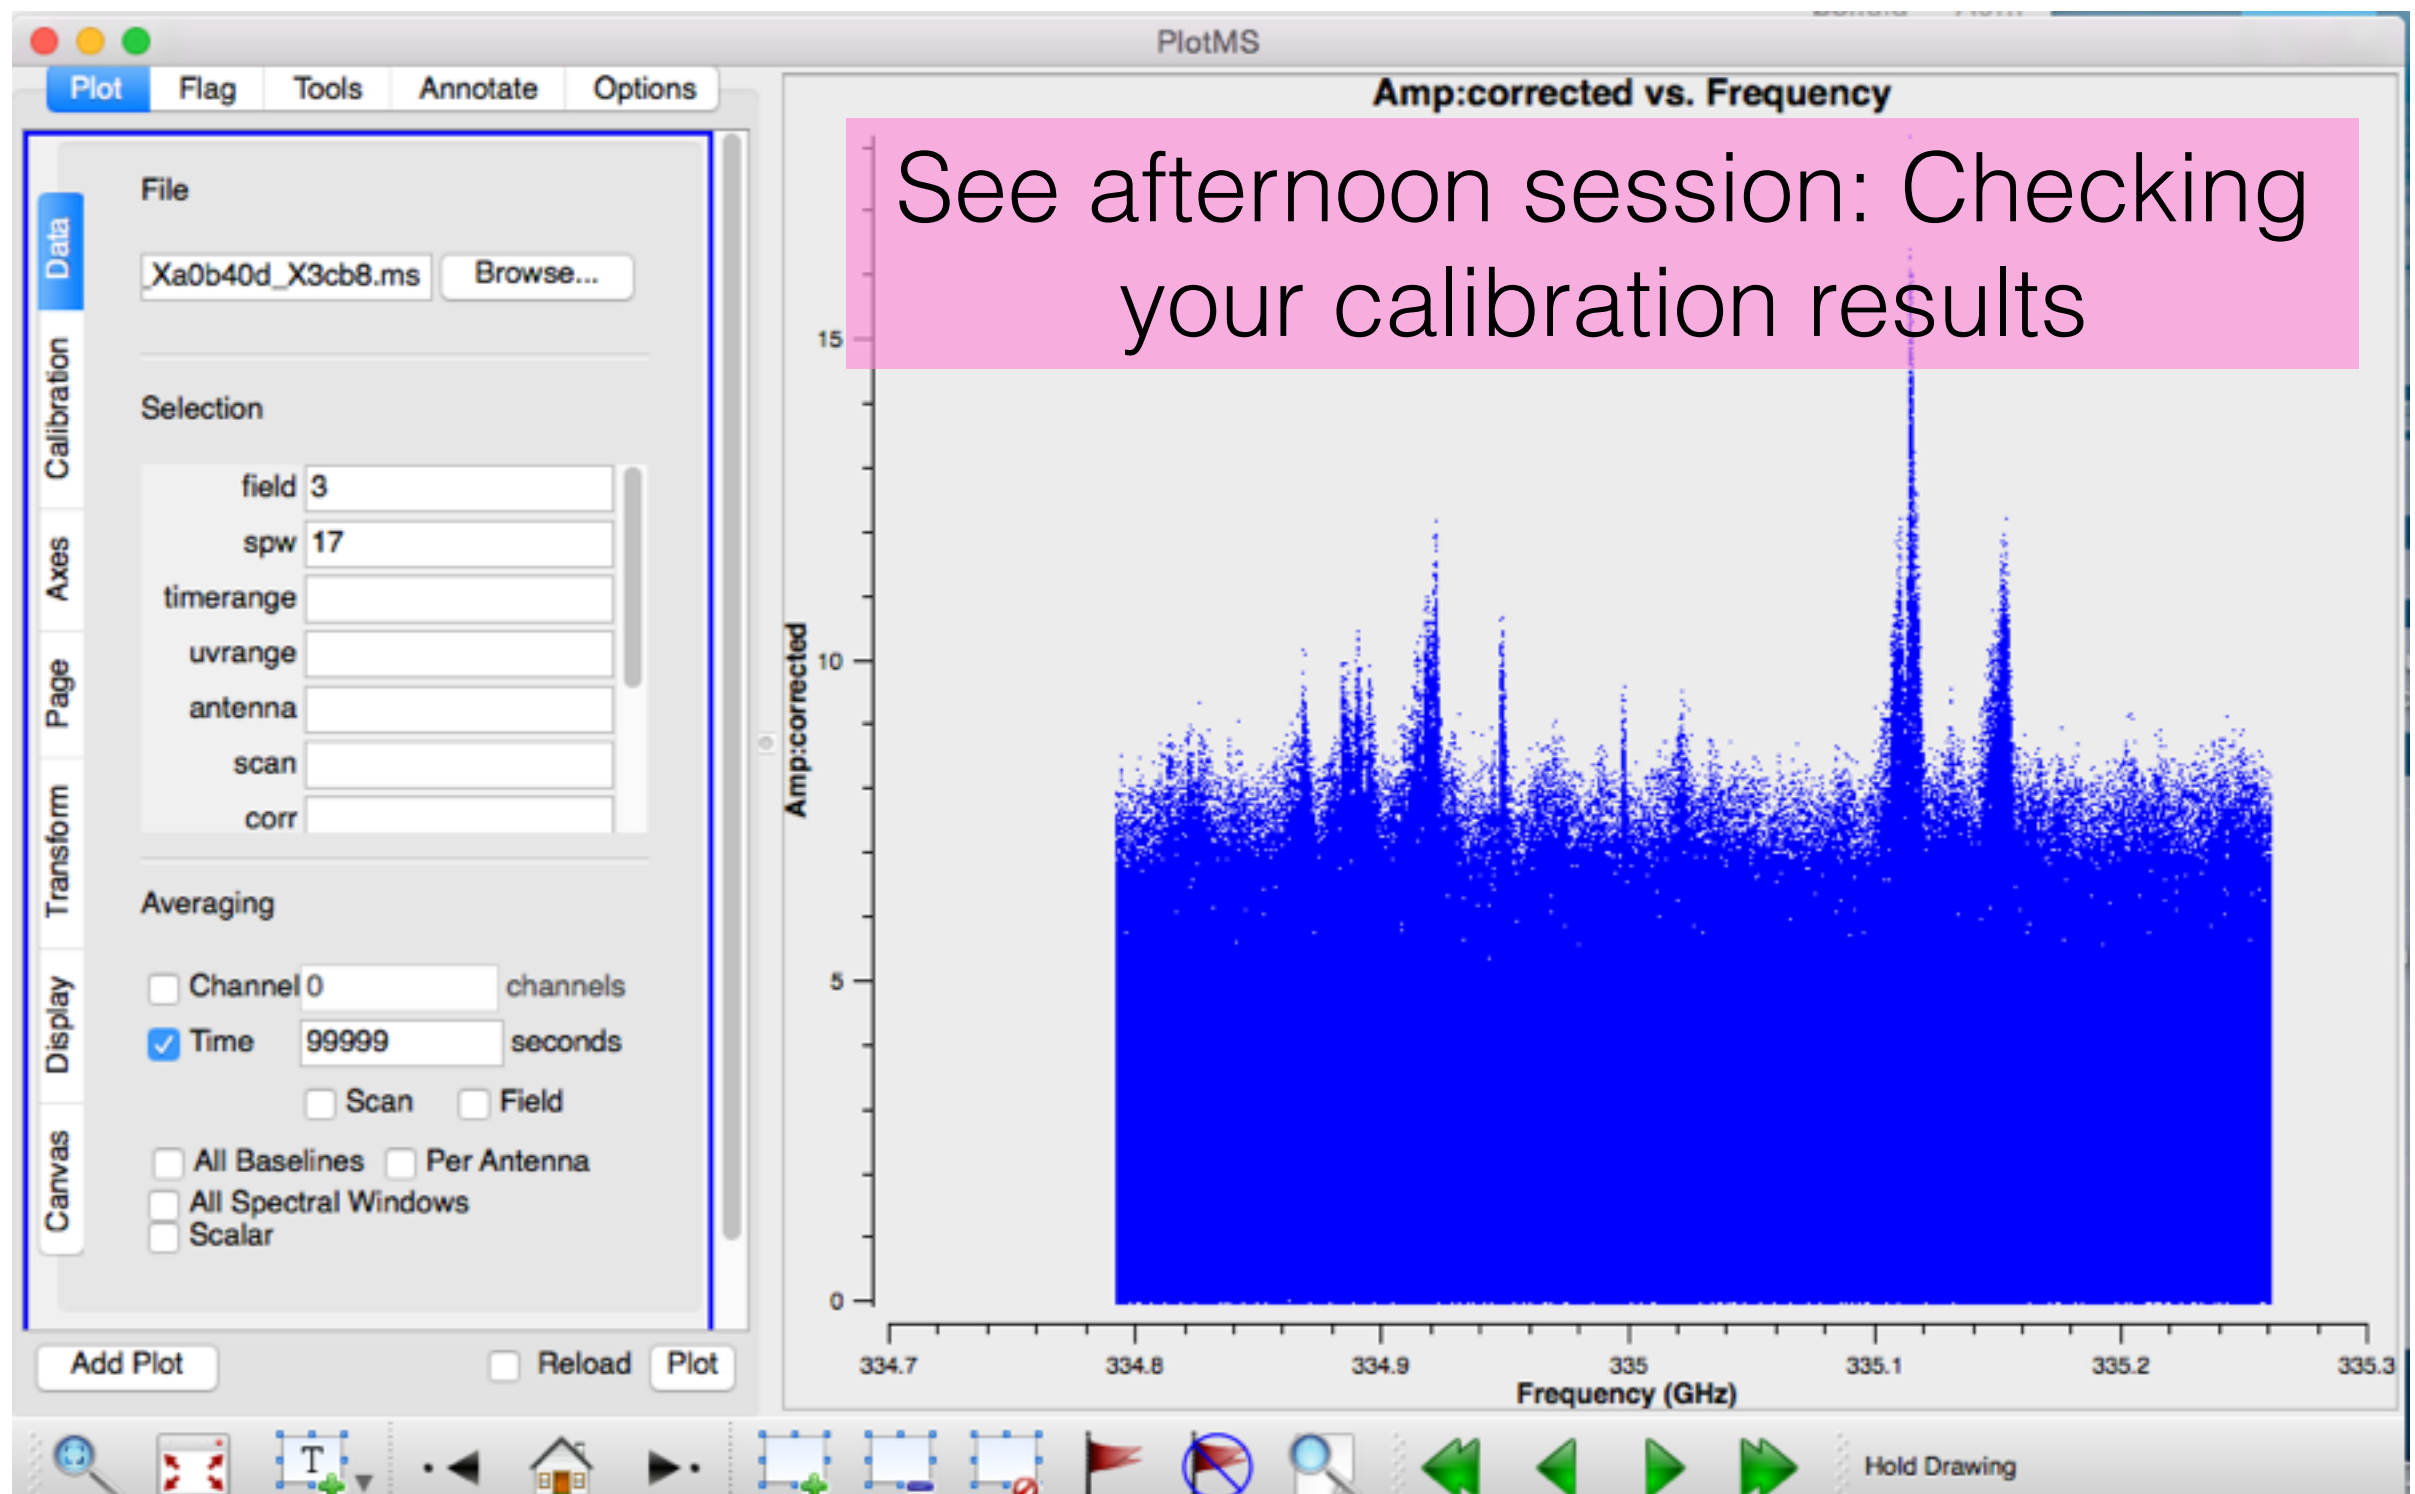 PlotMS
Plot Flag Tools Annotate Options
Data
Calibration
Axes
Page
Transform
Display
Canvas
File
_Xa0b40d_X3cb8.ms Browse...
Selection
field 3
spw 17
timerange
uvrange
antenna
scan
corr
Averaging
Channel 0 channels
Time 99999 seconds
Scan Field
All Baselines Per Antenna
All Spectral Windows
Scalar
Add Plot Reload Plot
Amp:corrected vs. Frequency
See afternoon session: Checking
your calibration results
Amp:corrected
15
10
5
0
334.7 334.8 334.9 335 335.1 335.2 335.3
Frequency (GHz)
T
Hold Drawing